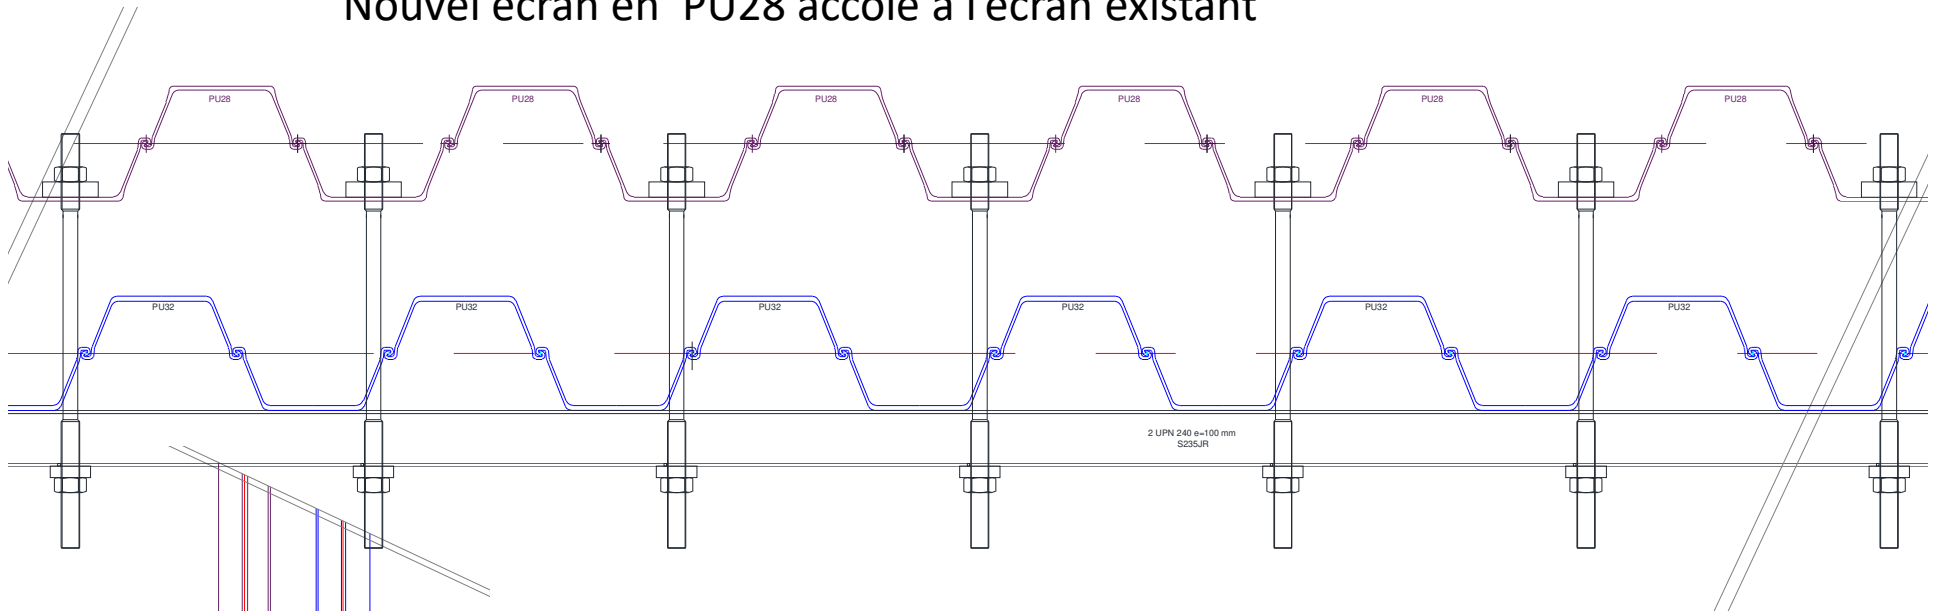 Nouvel écran en PU28 accolé à l'écran existant
PU28 PU28 PU28 PU28 PU28 PU28
PU32 PU32 PU32 PU32 PU32 PU32
2 UPN 240 e=100 mm
S235JR